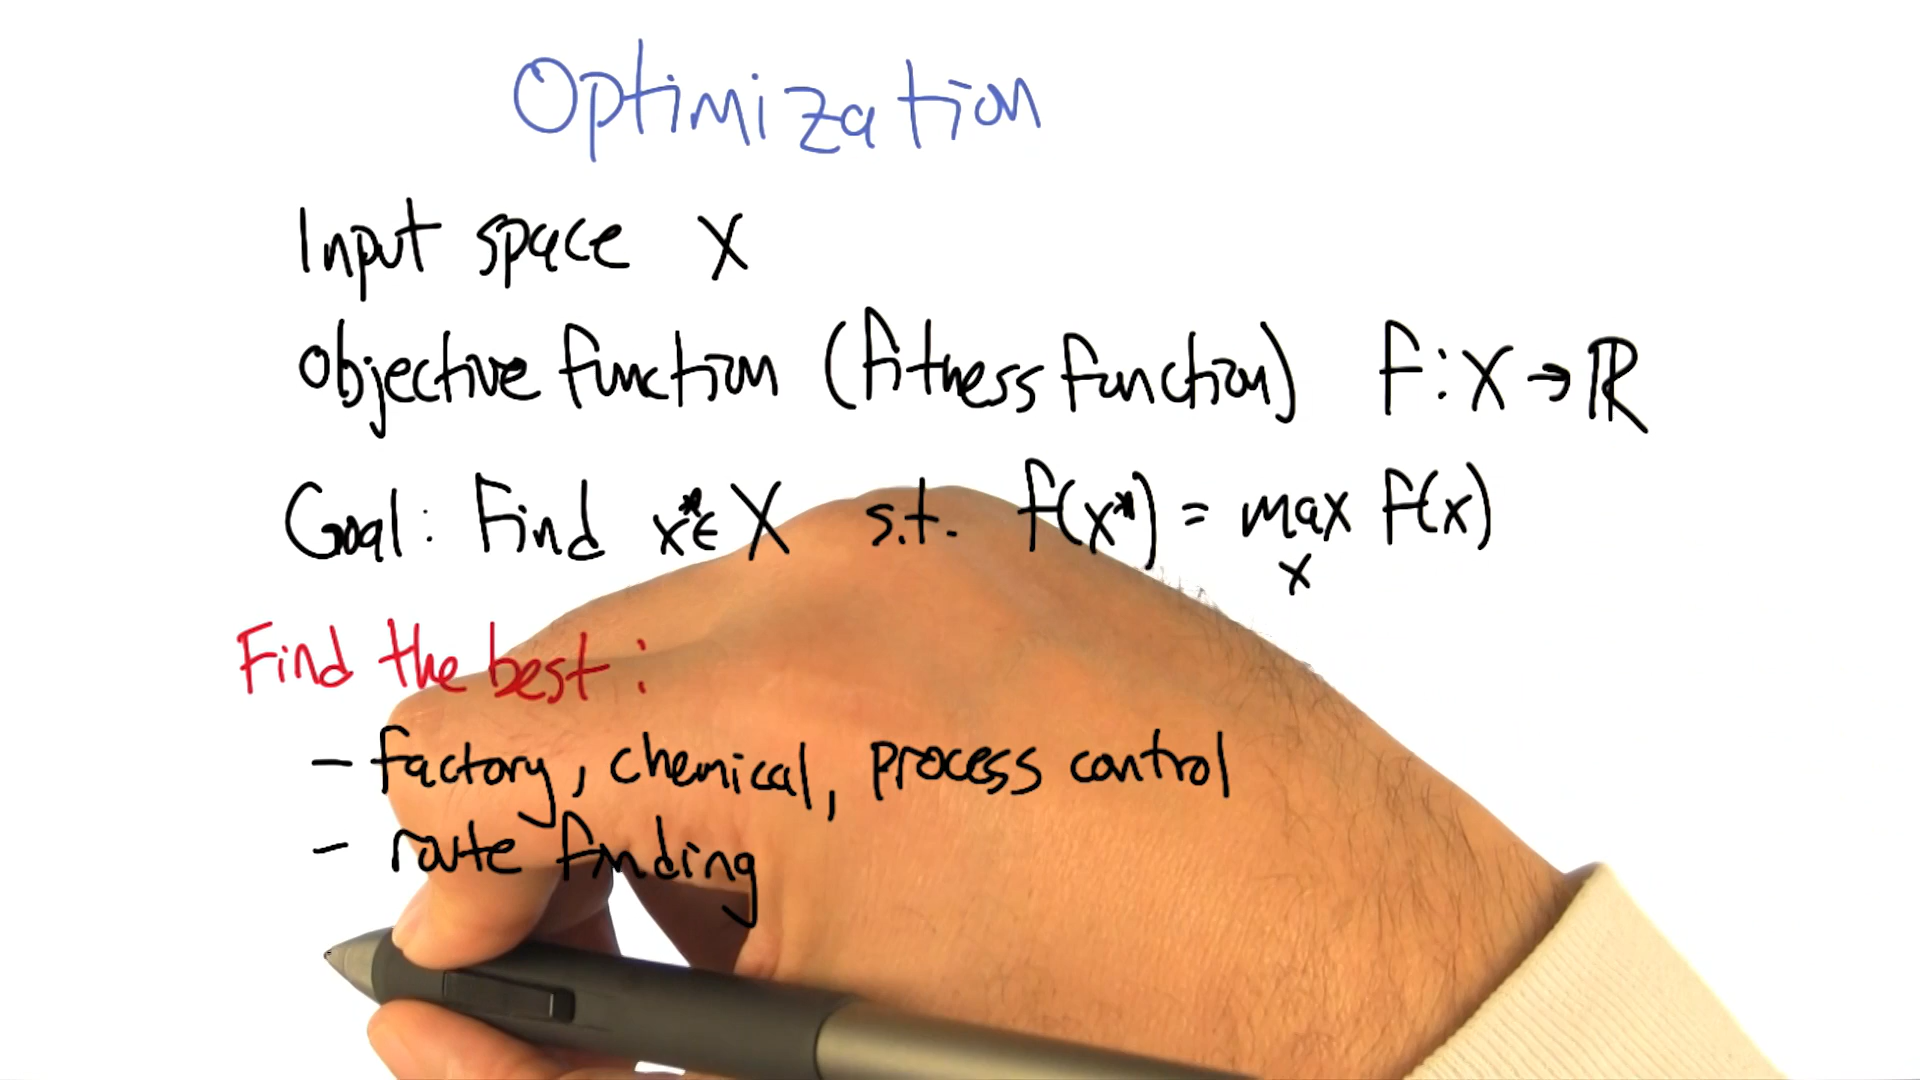 Optimization
Input space X
Objective function (fitness function) f: X → ℝ
Goal: Find x* ∈ X s.t. f(x*) = max f(x)
x
Find the best:
- factory, chemical, process control
- route finding